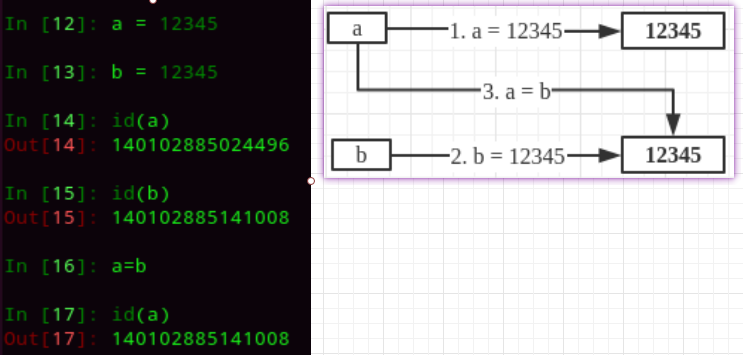 In [12]: a = 12345
In [13]: b = 12345
In [14]: id(a)
Out[14]: 140102885024496
In [15]: id(b)
Out[15]: 140102885141008
In [16]: a=b
In [17]: id(a)
Out[17]: 140102885141008
a
1. a = 12345
12345
3. a = b
b
2. b = 12345
12345